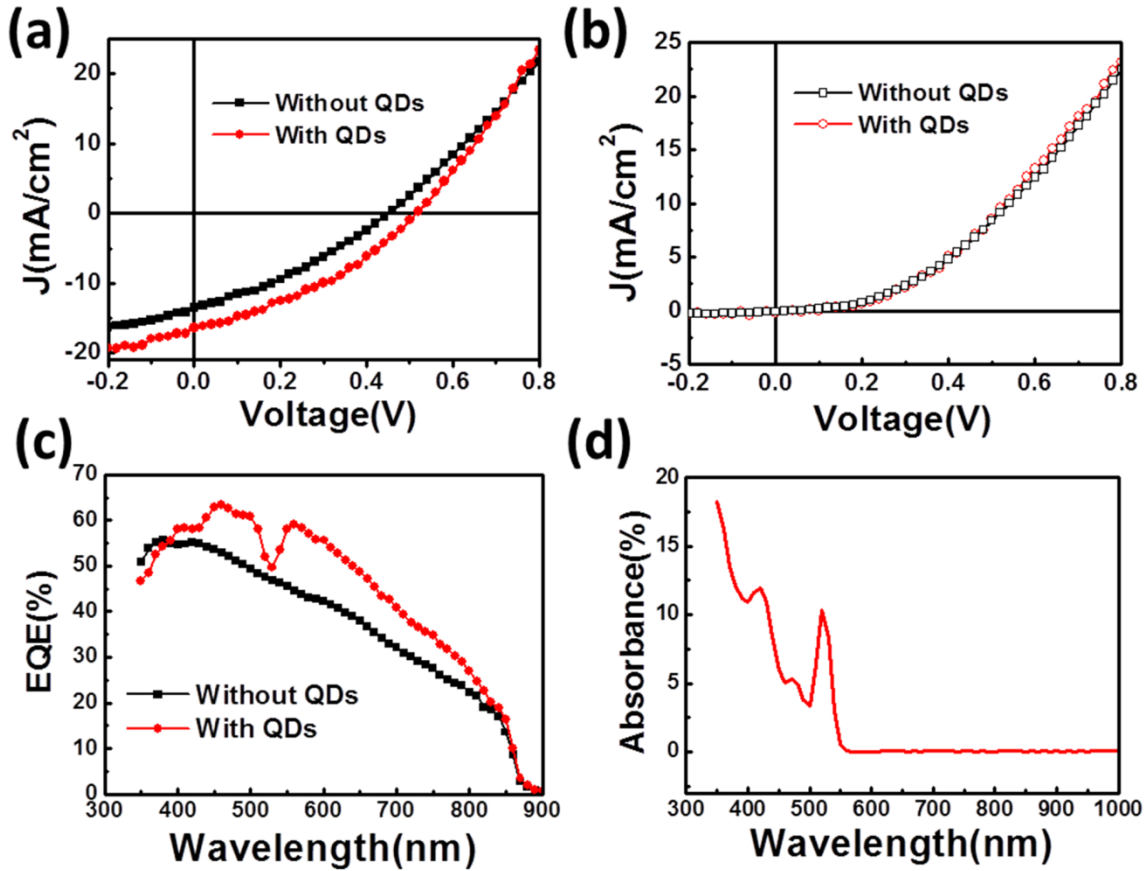 (a)
20
10
0
-10
-20
-0.2 0.0 0.2 0.4 0.6 0.8
J(mA/cm²)
Voltage(V)
Without QDs
With QDs
(b)
25
20
15
10
5
0
-5
-0.2 0.0 0.2 0.4 0.6 0.8
J(mA/cm²)
Voltage(V)
Without QDs
With QDs
(c)
70
60
50
40
30
20
10
0
300 400 500 600 700 800 900
EQE(%)
Wavelength(nm)
Without QDs
With QDs
(d)
20
15
10
5
0
300 400 500 600 700 800 900 1000
Absorbance(%)
Wavelength(nm)